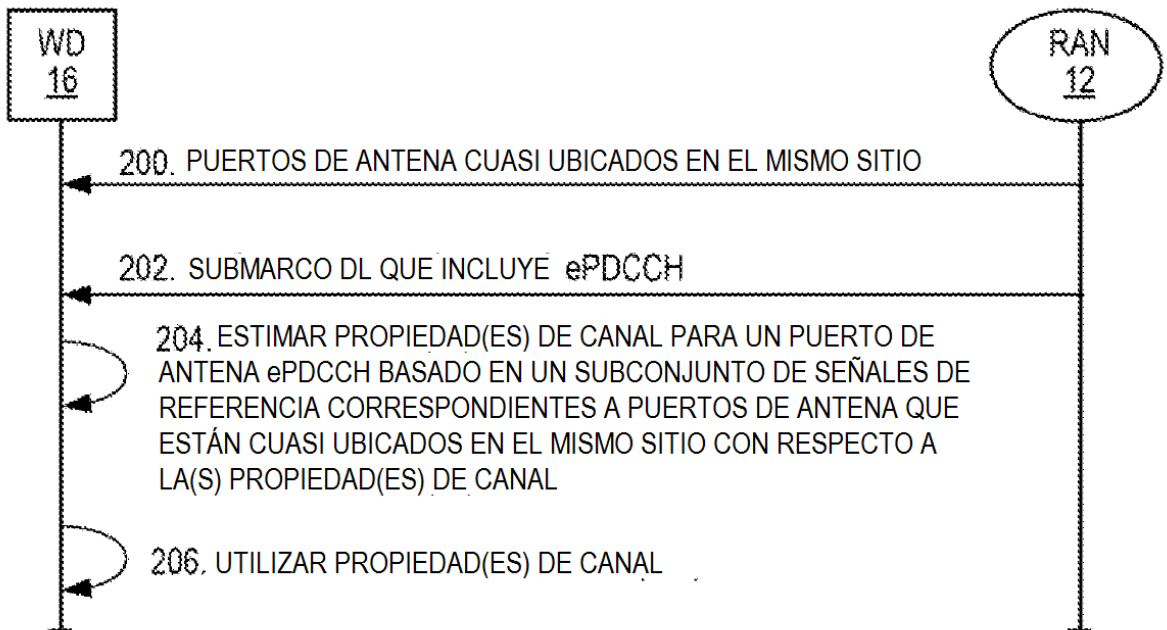 WD
16
RAN
12
200. PUERTOS DE ANTENA CUASI UBICADOS EN EL MISMO SITIO
202. SUBMARCO DL QUE INCLUYE ePDCCH
204. ESTIMAR PROPIEDAD(ES) DE CANAL PARA UN PUERTO DE
ANTENA ePDCCH BASADO EN UN SUBCONJUNTO DE SEÑALES DE
REFERENCIA CORRESPONDIENTES A PUERTOS DE ANTENA QUE
ESTÁN CUASI UBICADOS EN EL MISMO SITIO CON RESPECTO A
LA(S) PROPIEDAD(ES) DE CANAL
206. UTILIZAR PROPIEDAD(ES) DE CANAL